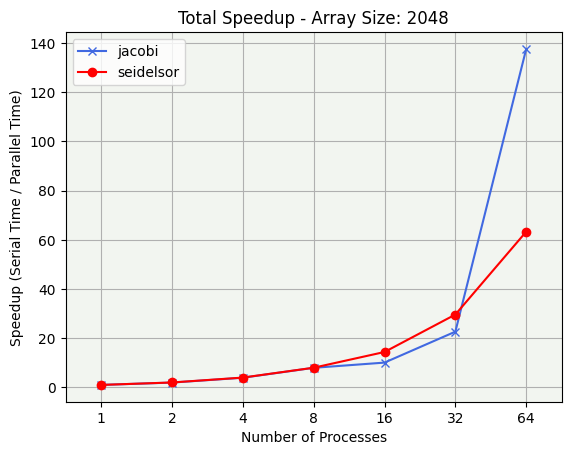 Total Speedup - Array Size: 2048
jacobi
seidelsor
Speedup (Serial Time / Parallel Time)
140
120
100
80
60
40
20
0
1 2 4 8 16 32 64
Number of Processes